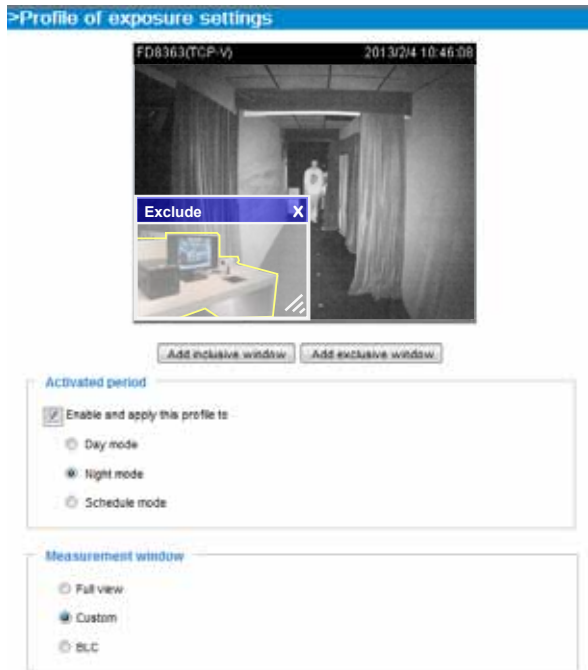 >Profile of exposure settings
FD8363(TCP-V) 2013/2/4 10:46:08
Exclude X
Add inclusive window Add exclusive window
Activated period
Enable and apply this profile to
Day mode
Night mode
Schedule mode
Measurement window
Full view
Custom
BLC